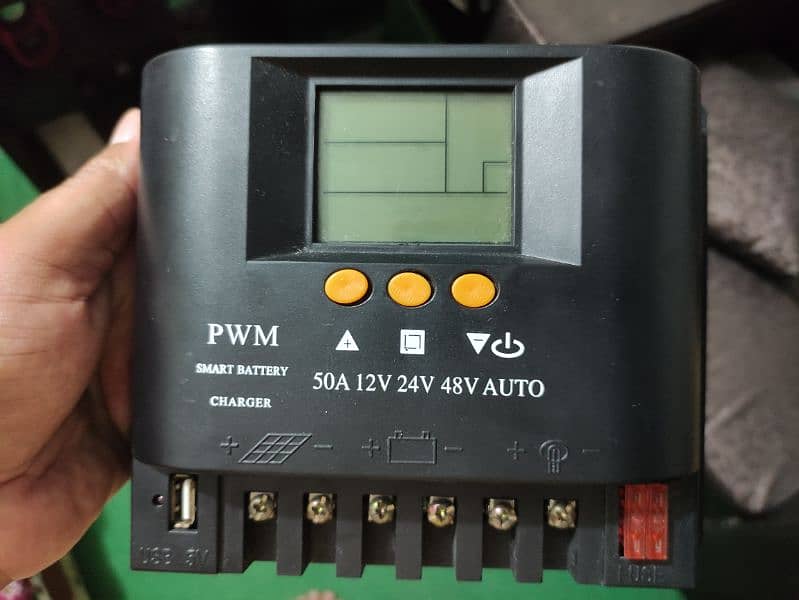 PWM
SMART BATTERY
CHARGER
50A 12V 24V 48V AUTO
+ - + - + -
USB 5V